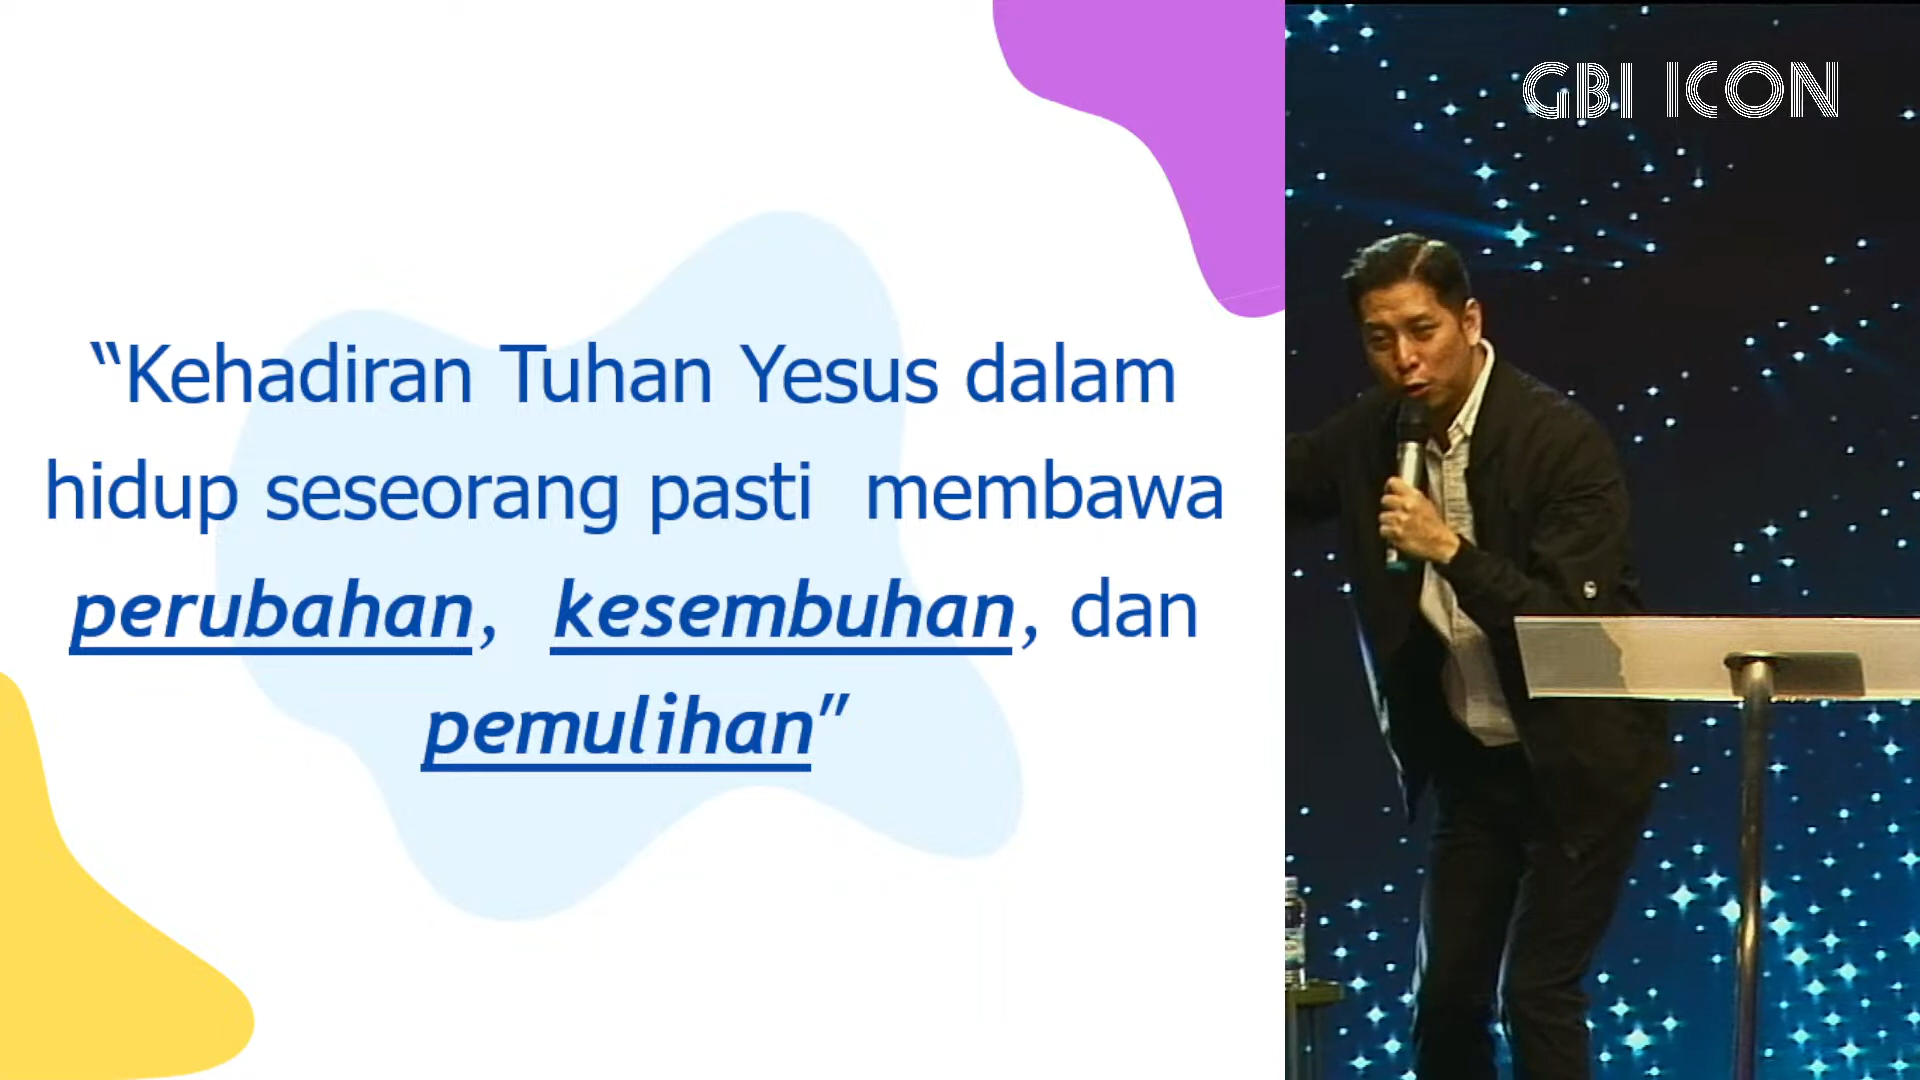 “Kehadiran Tuhan Yesus dalam
hidup seseorang pasti  membawa
perubahan,  kesembuhan, dan
pemulihan”
GBI ICON